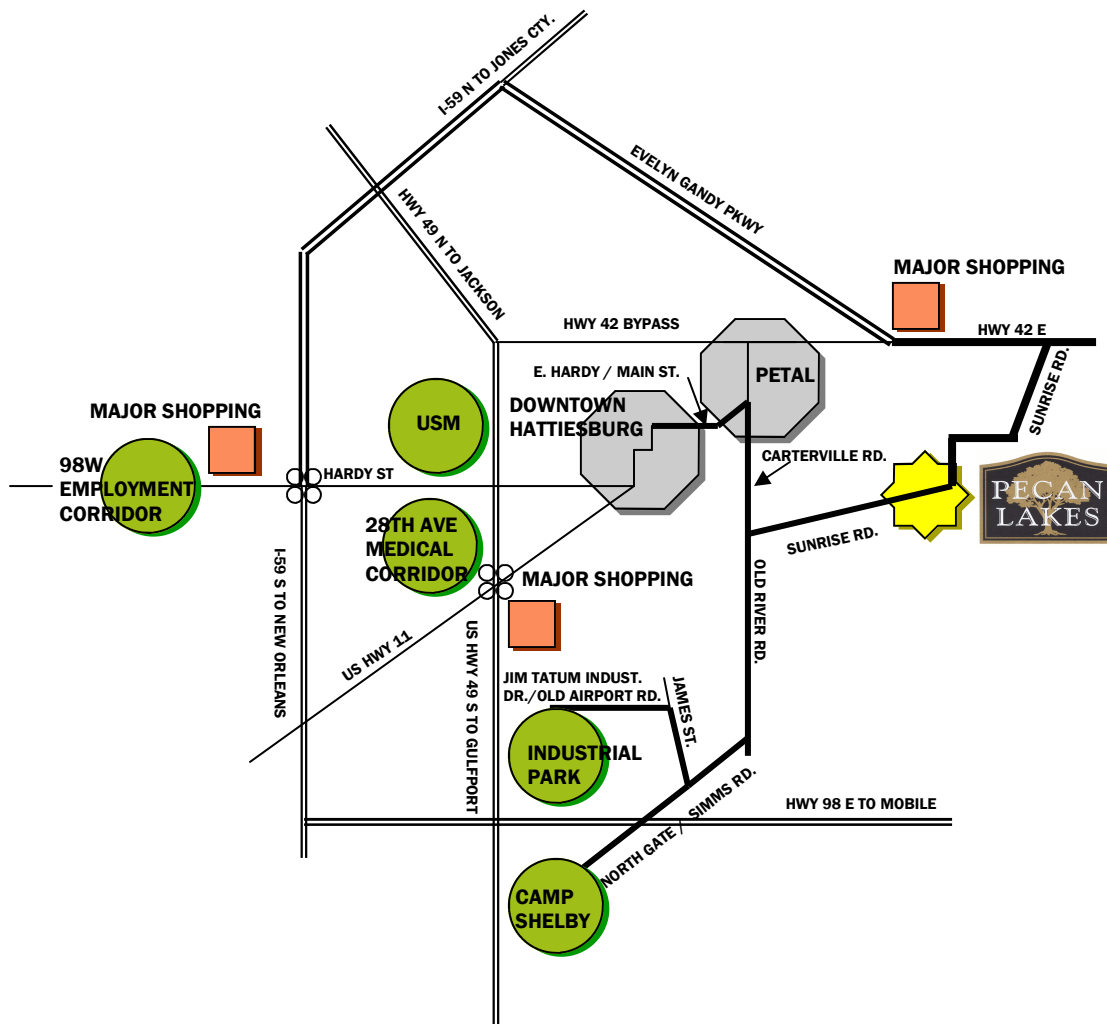 I-59 N TO JONES CTY.
HWY 49 N TO JACKSON
EVELYN GANDY PKWY
MAJOR SHOPPING
HWY 42 BYPASS
HWY 42 E
SUNRISE RD.
E. HARDY / MAIN ST.
PETAL
DOWNTOWN
HATTIESBURG
USM
MAJOR SHOPPING
CARTERVILLE RD.
98W
EMPLOYMENT
CORRIDOR
HARDY ST
PECAN
LAKES
28TH AVE
MEDICAL
CORRIDOR
SUNRISE RD.
MAJOR SHOPPING
OLD RIVER RD.
I-59 S TO NEW ORLEANS
US HWY 11
US HWY 49 S TO GULFPORT
JIM TATUM INDUST.
DR./OLD AIRPORT RD.
JAMES ST.
INDUSTRIAL
PARK
HWY 98 E TO MOBILE
NORTH GATE / SIMMS RD.
CAMP
SHELBY